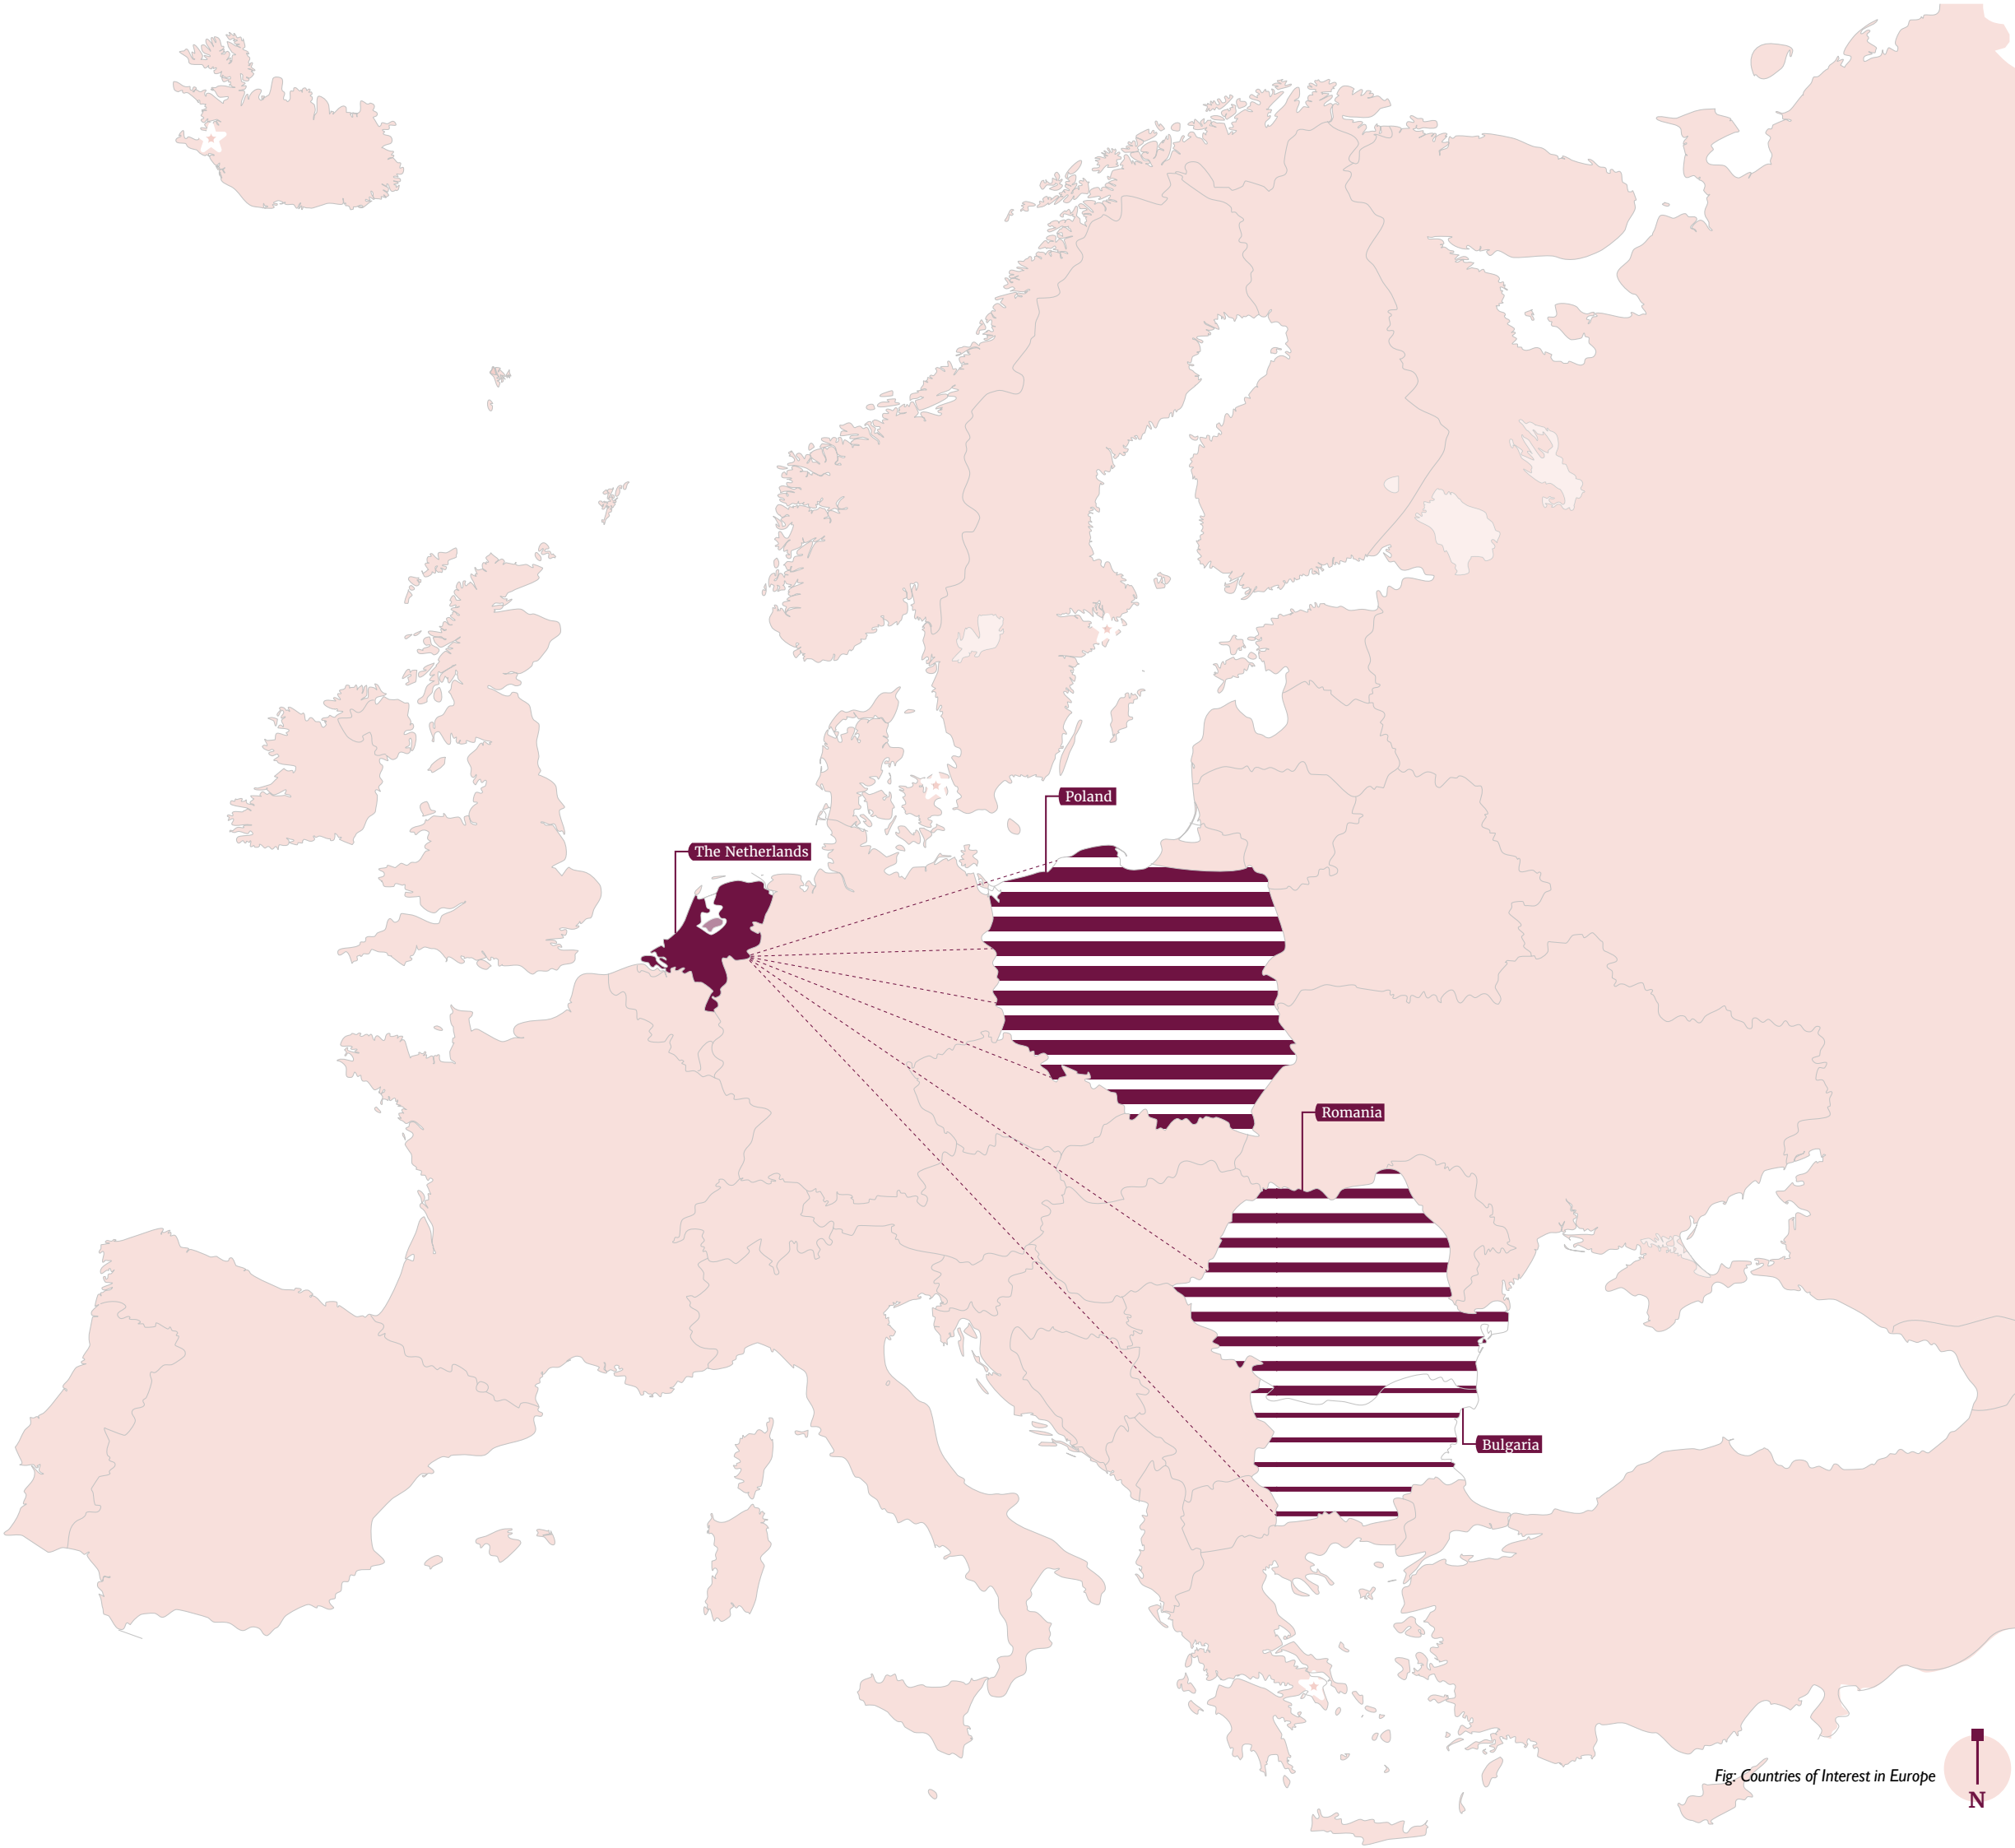 Poland
The Netherlands
Romania
Bulgaria
Fig: Countries of Interest in Europe
N